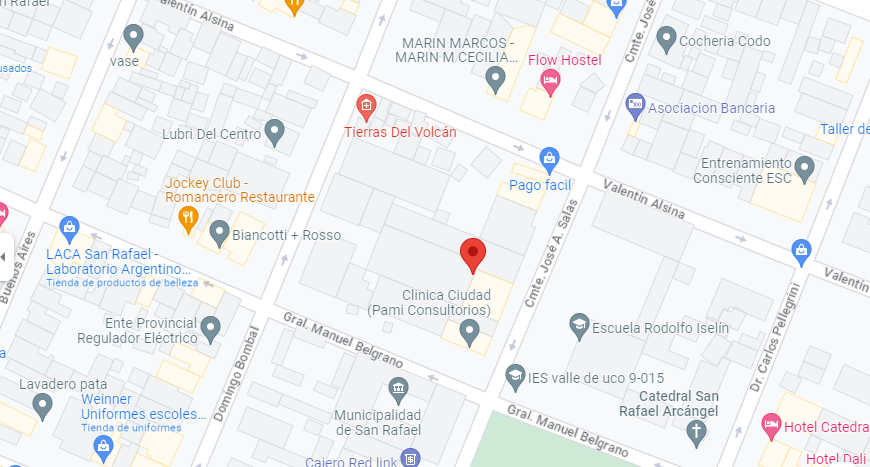 Rafael
Valentín Alsina
vase
usados
MARIN MARCOS -
MARIN M CECILIA...
Flow Hostel
Cmte. José
Cocheria Codo
Asociacion Bancaria
Taller de
Lubri Del Centro
Tierras Del Volcán
Pago facil
Entrenamiento
Consciente ESC
Jockey Club -
Romancero Restaurante
Biancotti + Rosso
Valentín Alsina
Cmte. José A. Salas
Buenos Aires
LACA San Rafael -
Laboratorio Argentino...
Tienda de productos de belleza
Valentín
Clinica Ciudad
(Pami Consultorios)
Ente Provincial
Regulador Eléctrico
Gral. Manuel Belgrano
Escuela Rodolfo Iselín
Dr. Carlos Pellegrini
Domingo Bombal
Lavadero pata
Weinner
Uniformes escoles...
Tienda de uniformes
IES valle de uco 9-015
Catedral San
Rafael Arcángel
Municipalidad
de San Rafael
Gral. Manuel Belgrano
Hotel Catedra
Hotel Dalí
Cajero Red link